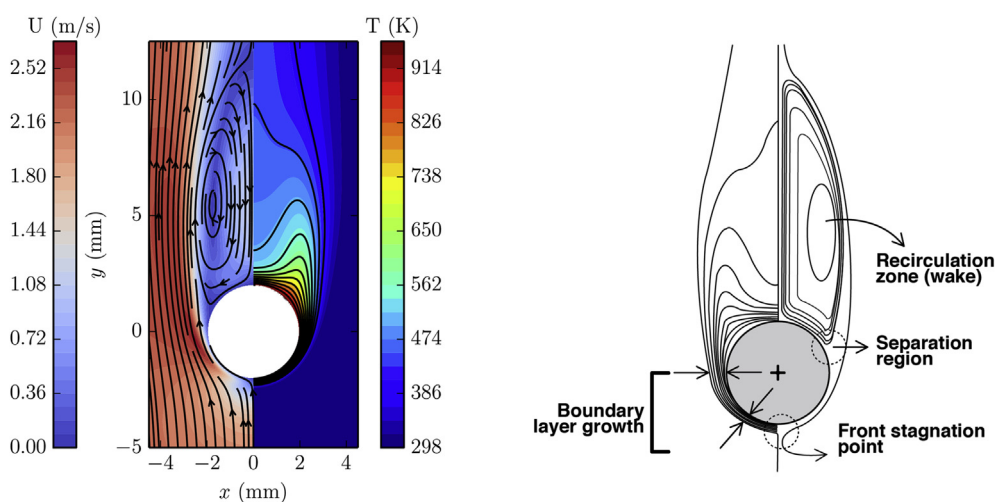 U (m/s)
2.52
2.16
1.80
1.44
1.08
0.72
0.36
0.00
y (mm)
10
5
0
−5
−4
−2
0
2
4
x (mm)
T (K)
914
826
738
650
562
474
386
298
Recirculation
zone (wake)
Separation
region
Boundary
layer growth
Front stagnation
point